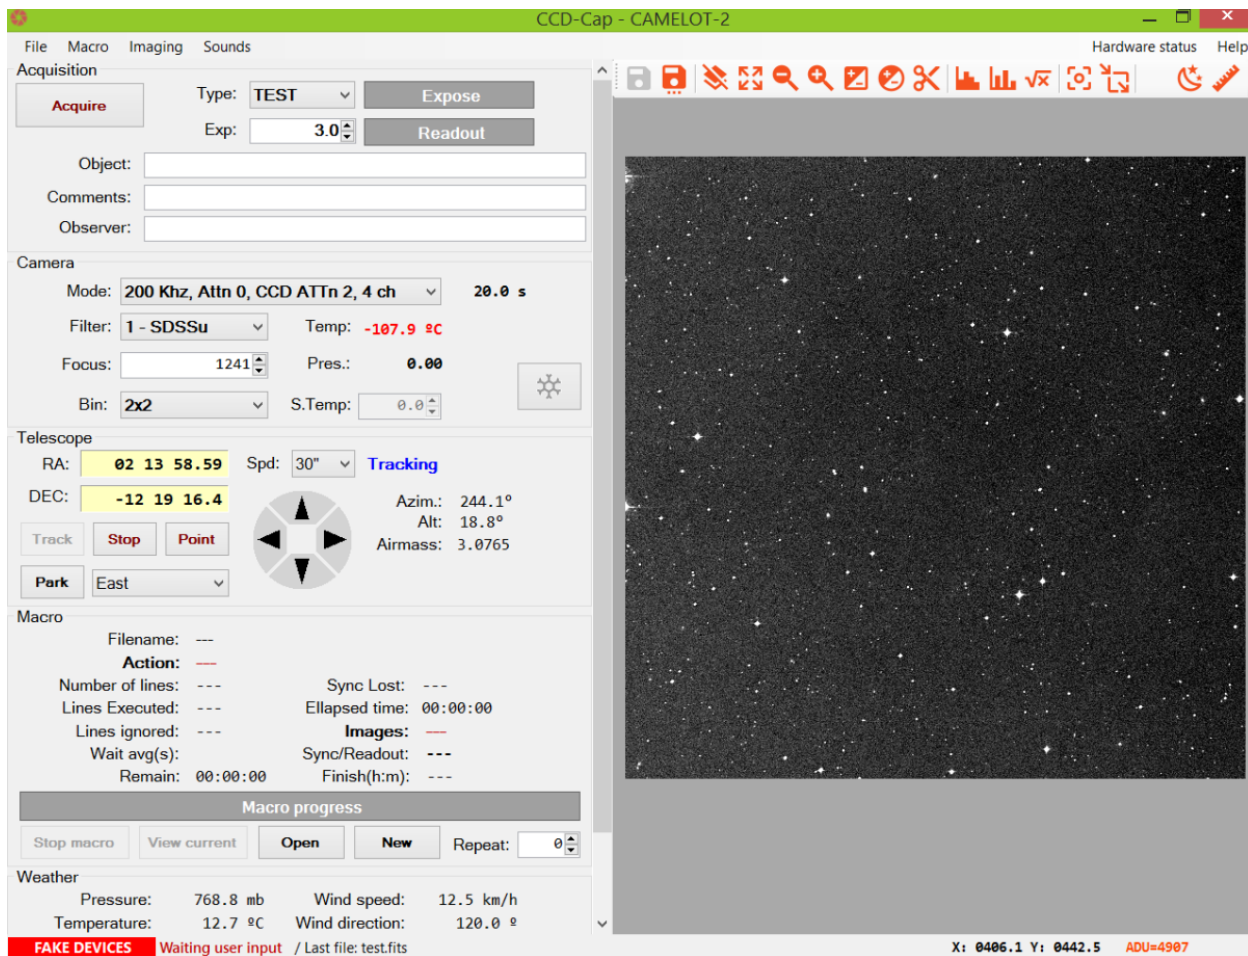 CCD-Cap - CAMELOT-2
File Macro Imaging Sounds Hardware status Help
Acquisition
Acquire Type: TEST Expose
Exp: 3.0 Readout
Object:
Comments:
Observer:
Camera
Mode: 200 Khz, Attn 0, CCD ATTn 2, 4 ch 20.0 s
Filter: 1 - SDSSu Temp: -107.9 ºC
Focus: 1241 Pres.: 0.00
Bin: 2x2 S.Temp: 0.0
Telescope
RA: 02 13 58.59 Spd: 30" Tracking
DEC: -12 19 16.4
Azim.: 244.1º
Alt: 18.8º
Track Stop Point Airmass: 3.0765
Park East
Macro
Filename: ---
Action: ---
Number of lines: --- Sync Lost: ---
Lines Executed: --- Ellapsed time: 00:00:00
Lines ignored: --- Images: ---
Wait avg(s): Sync/Readout: ---
Remain: 00:00:00 Finish(h:m): ---
Macro progress
Stop macro View current Open New Repeat: 0
Weather
Pressure: 768.8 mb Wind speed: 12.5 km/h
Temperature: 12.7 ºC Wind direction: 120.0 º
FAKE DEVICES Waiting user input / Last file: test.fits X: 0406.1 Y: 0442.5 ADU=4907